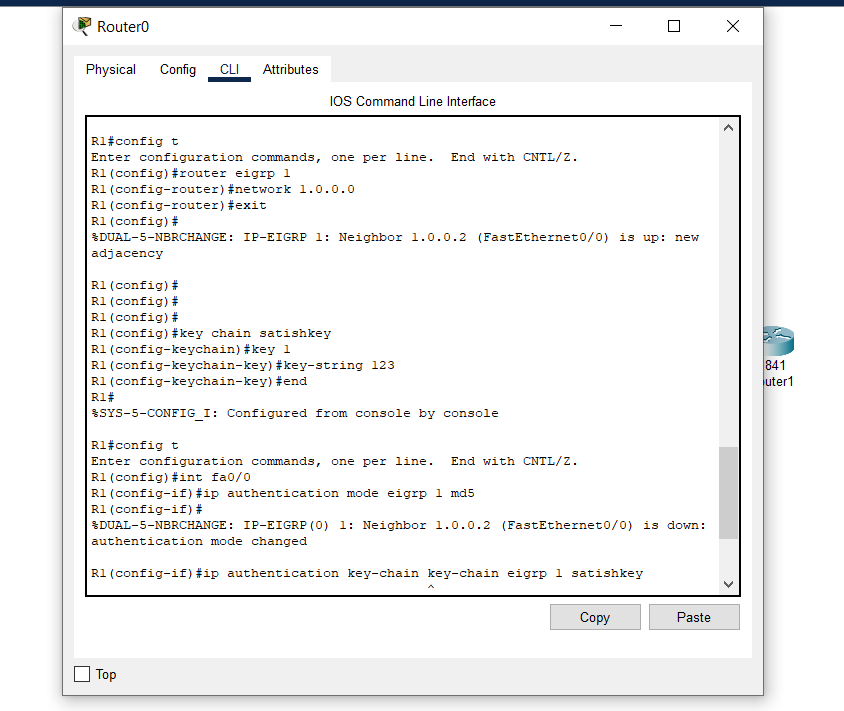 Router0
Physical Config CLI Attributes
IOS Command Line Interface
R1#config t
Enter configuration commands, one per line.  End with CNTL/Z.
R1(config)#router eigrp 1
R1(config-router)#network 1.0.0.0
R1(config-router)#exit
R1(config)#
%DUAL-5-NBRCHANGE: IP-EIGRP 1: Neighbor 1.0.0.2 (FastEthernet0/0) is up: new
adjacency
R1(config)#
R1(config)#
R1(config)#
R1(config)#key chain satishkey
R1(config-keychain)#key 1
R1(config-keychain-key)#key-string 123
R1(config-keychain-key)#end
R1#
%SYS-5-CONFIG_I: Configured from console by console
R1#config t
Enter configuration commands, one per line.  End with CNTL/Z.
R1(config)#int fa0/0
R1(config-if)#ip authentication mode eigrp 1 md5
R1(config-if)#
%DUAL-5-NBRCHANGE: IP-EIGRP(0) 1: Neighbor 1.0.0.2 (FastEthernet0/0) is down:
authentication mode changed
R1(config-if)#ip authentication key-chain key-chain eigrp 1 satishkey
^
841
outer1
Copy Paste
Top